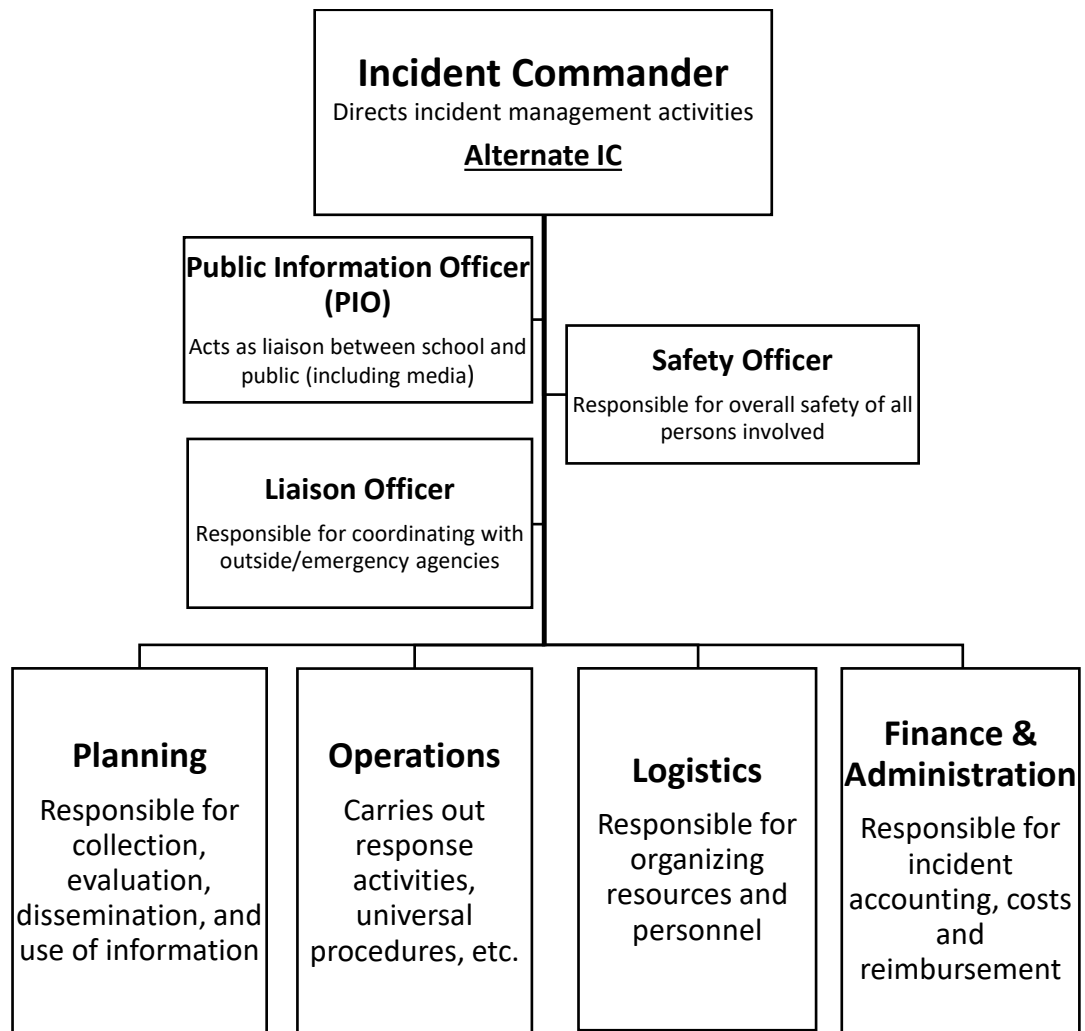 Incident Commander
Directs incident management activities
Alternate IC
Public Information Officer
(PIO)
Acts as liaison between school and
public (including media)
Safety Officer
Responsible for overall safety of all
persons involved
Liaison Officer
Responsible for coordinating with
outside/emergency agencies
Planning
Responsible for
collection,
evaluation,
dissemination, and
use of information
Operations
Carries out
response
activities,
universal
procedures, etc.
Logistics
Responsible for
organizing
resources and
personnel
Finance &
Administration
Responsible for
incident
accounting, costs
and
reimbursement